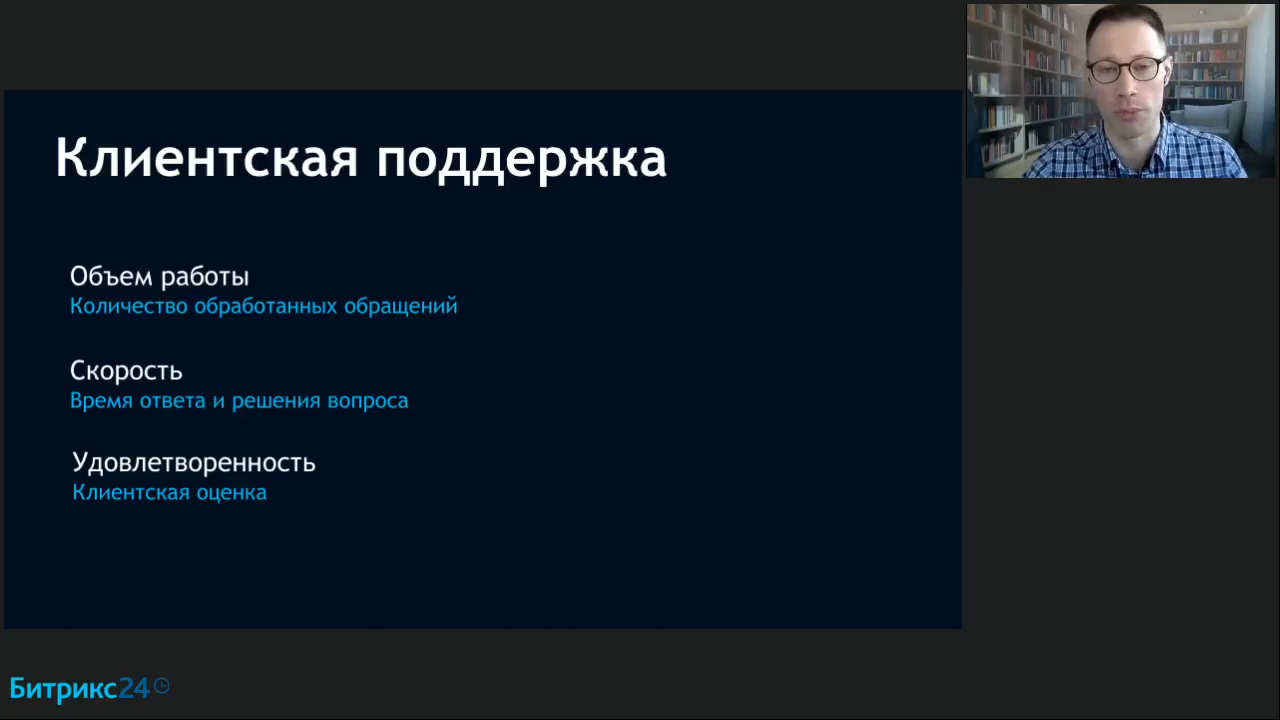 Клиентская поддержка
Объем работы
Количество обработанных обращений
Скорость
Время ответа и решения вопроса
Удовлетворенность
Клиентская оценка
Битрикс24